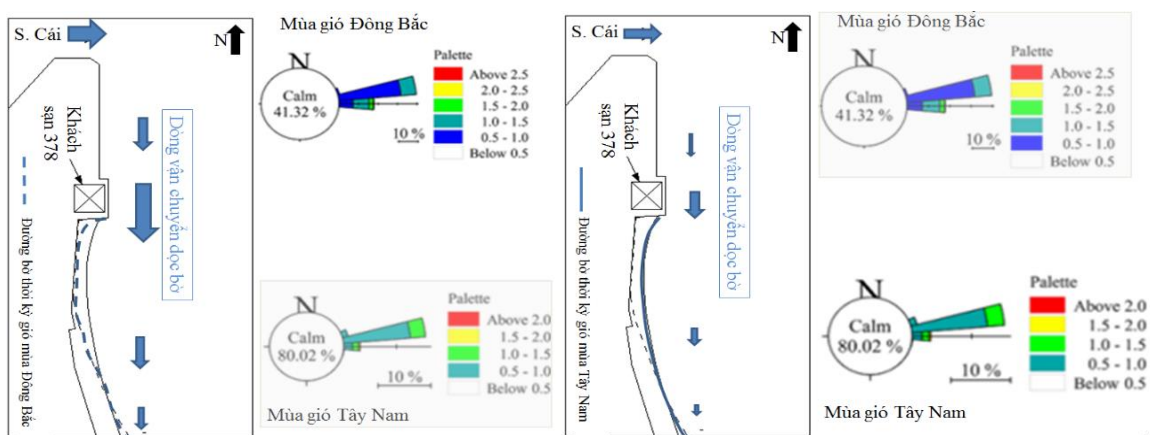 S. Cái
N
Khách
sạn 378
Dòng vận chuyển dọc bờ
Đường bờ thời kỳ gió mùa Đông Bắc
Mùa gió Đông Bắc
N
Calm
41.32 %
10 %
Palette
Above 2.5
2.0 - 2.5
1.5 - 2.0
1.0 - 1.5
0.5 - 1.0
Below 0.5
N
Calm
80.02 %
10 %
Palette
Above 2.0
1.5 - 2.0
1.0 - 1.5
0.5 - 1.0
Below 0.5
Mùa gió Tây Nam
S. Cái
N
Khách
sạn 378
Dòng vận chuyển dọc bờ
Đường bờ thời kỳ gió mùa Tây Nam
Mùa gió Đông Bắc
N
Calm
41.32 %
10 %
Palette
Above 2.5
2.0 - 2.5
1.5 - 2.0
1.0 - 1.5
0.5 - 1.0
Below 0.5
N
Calm
80.02 %
10 %
Palette
Above 2.0
1.5 - 2.0
1.0 - 1.5
0.5 - 1.0
Below 0.5
Mùa gió Tây Nam